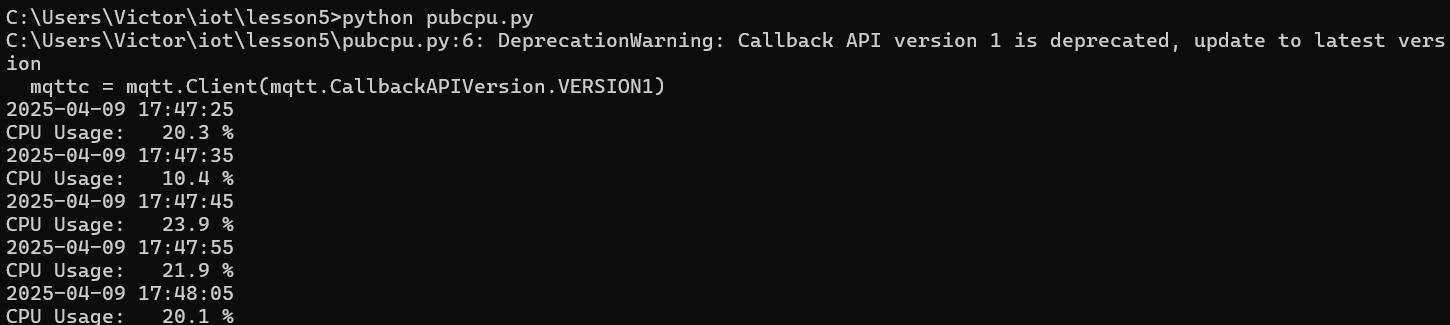 C:\Users\Victor\iot\lesson5>python pubcpu.py
C:\Users\Victor\iot\lesson5\pubcpu.py:6: DeprecationWarning: Callback API version 1 is deprecated, update to latest vers
ion
  mqttc = mqtt.Client(mqtt.CallbackAPIVersion.VERSION1)
2025-04-09 17:47:25
CPU Usage:   20.3 %
2025-04-09 17:47:35
CPU Usage:   10.4 %
2025-04-09 17:47:45
CPU Usage:   23.9 %
2025-04-09 17:47:55
CPU Usage:   21.9 %
2025-04-09 17:48:05
CPU Usage:   20.1 %